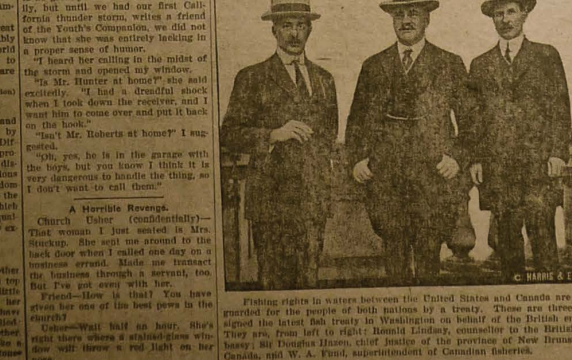 ly, but until we had our first Cali-
fornia thunder storm, writes a friend
of the Youth's Companion, we did not
know that she was entirely lacking in
a proper sense of humor.
"I heard her calling in the midst of
the storm and opened my window.
"Is Mr. Hunter at home?" she said
excitedly. "I had a drendful shock
when I took down the receiver, and I
want him to come over and put it back
on the hook."
"Isn't Mr. Roberts at home?" I sug-
gested.
"Oh, yes, he is in the garage with
the boys, but you know I think it is
very dangerous to handle the thing, so
I don't want to call them."
A Horrible Revenge.
Church Usher (confidentially)—
That woman I just seated is Mrs.
Stuckup. She sent me around to the
back door when I called one day on a
business errand. Made me transact
the business through a servant, too.
But I've got even with her.
Friend—How is that? You have
given her one of the best pews in the
church?
Usher—Wait half an hour. She's
right there where a stained-glass win-
dow will throw a red light on her
© HARRIS & E
Fishing rights in waters between the United States and Canada are
guarded for the people of both nations by a treaty. These are three
signed the latest fish treaty in Washington on behalf of the British e
They are, from left to right: Ronald Lindsay, counsellor to the British
bassy; Sir Douglas Hazen, chief justice of the province of New Bruns
Canada, and W. A. Found, superintendent of Canadian fisheries.